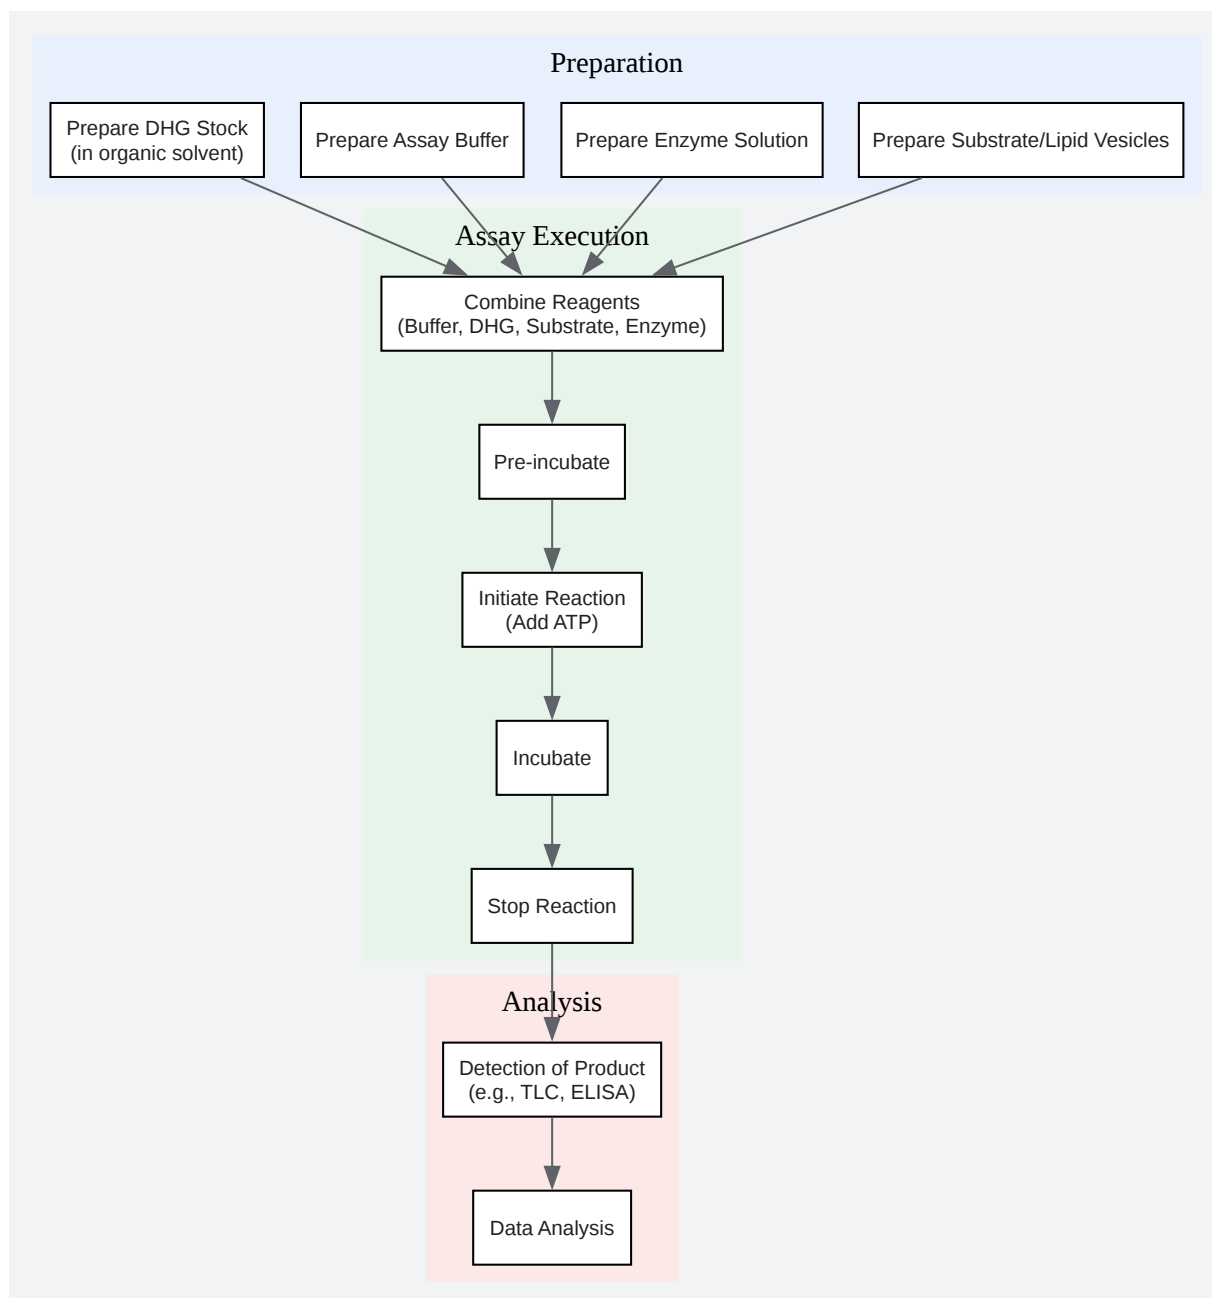 Preparation
Prepare DHG Stock
(in organic solvent)
Prepare Assay Buffer
Prepare Enzyme Solution
Prepare Substrate/Lipid Vesicles
Assay Execution
Combine Reagents
(Buffer, DHG, Substrate, Enzyme)
Pre-incubate
Initiate Reaction
(Add ATP)
Incubate
Stop Reaction
Analysis
Detection of Product
(e.g., TLC, ELISA)
Data Analysis